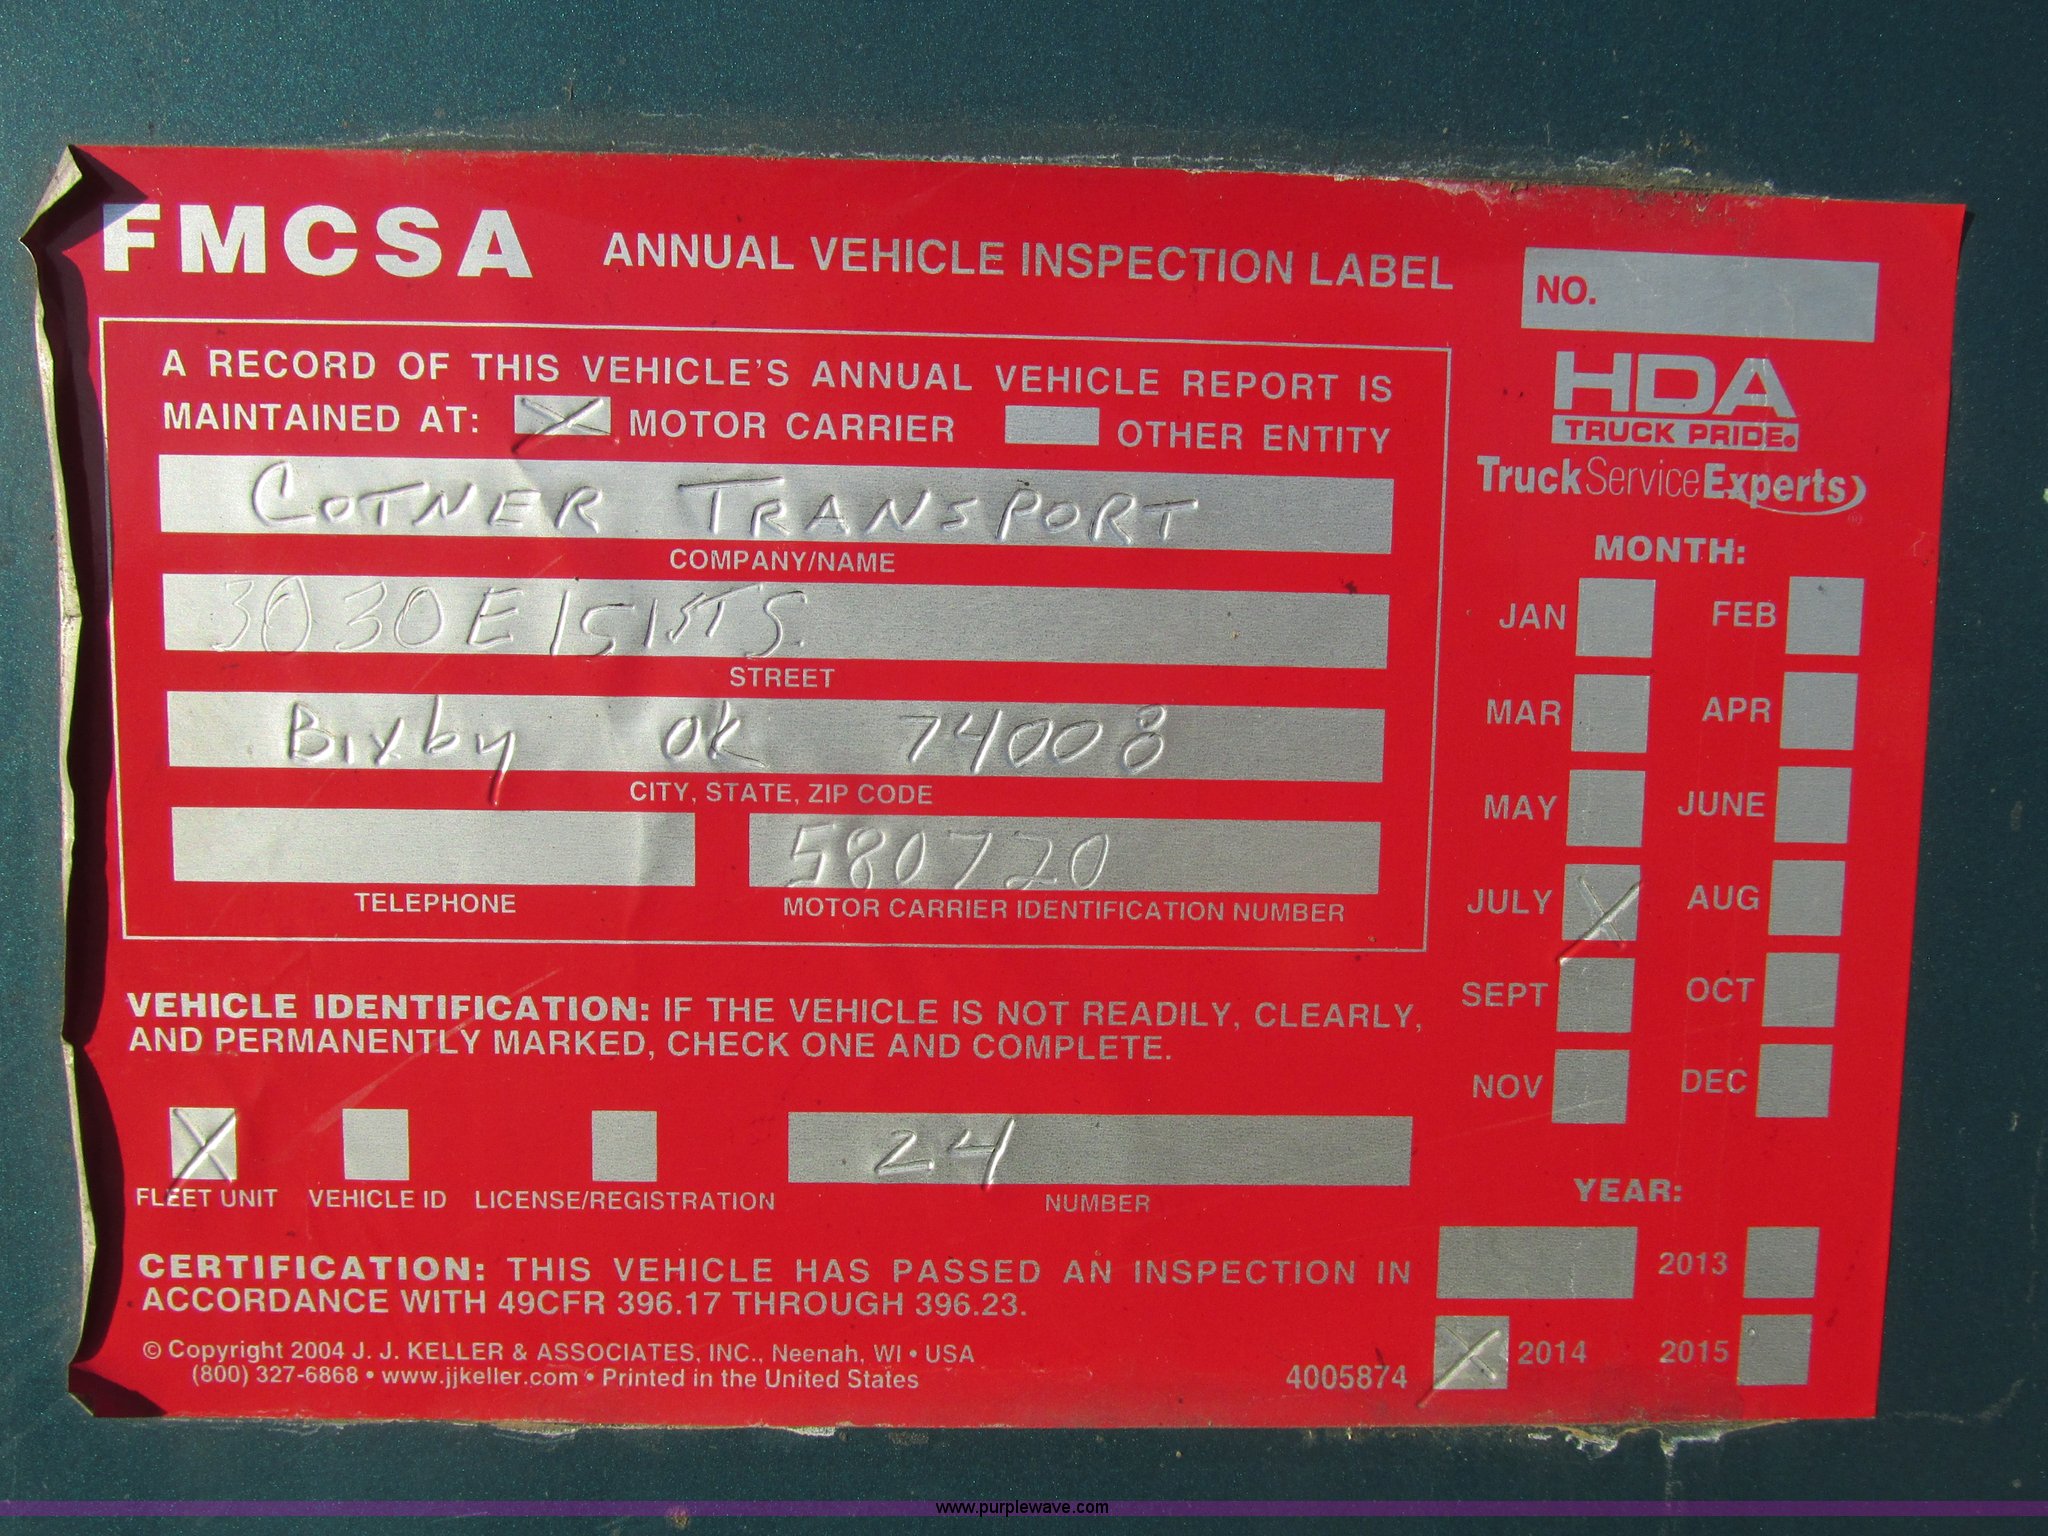 FMCSA ANNUAL VEHICLE INSPECTION LABEL
NO.
A RECORD OF THIS VEHICLE'S ANNUAL VEHICLE REPORT IS
MAINTAINED AT: X MOTOR CARRIER OTHER ENTITY
COTNER TRANSPORT
COMPANY/NAME
3030 E 151ST S.
STREET
Bixby OK 74008
CITY, STATE, ZIP CODE
580720
TELEPHONE MOTOR CARRIER IDENTIFICATION NUMBER
VEHICLE IDENTIFICATION: IF THE VEHICLE IS NOT READILY, CLEARLY,
AND PERMANENTLY MARKED, CHECK ONE AND COMPLETE.
X 24
FLEET UNIT VEHICLE ID LICENSE/REGISTRATION NUMBER
CERTIFICATION: THIS VEHICLE HAS PASSED AN INSPECTION IN
ACCORDANCE WITH 49CFR 396.17 THROUGH 396.23.
© Copyright 2004 J. J. KELLER & ASSOCIATES, INC., Neenah, WI • USA
(800) 327-6868 • www.jjkeller.com • Printed in the United States
4005874
HDA
TRUCK PRIDE®
TruckServiceExperts
MONTH:
JAN FEB
MAR APR
MAY JUNE
JULY X AUG
SEPT OCT
NOV DEC
YEAR:
2013
X 2014 2015
www.purplewave.com